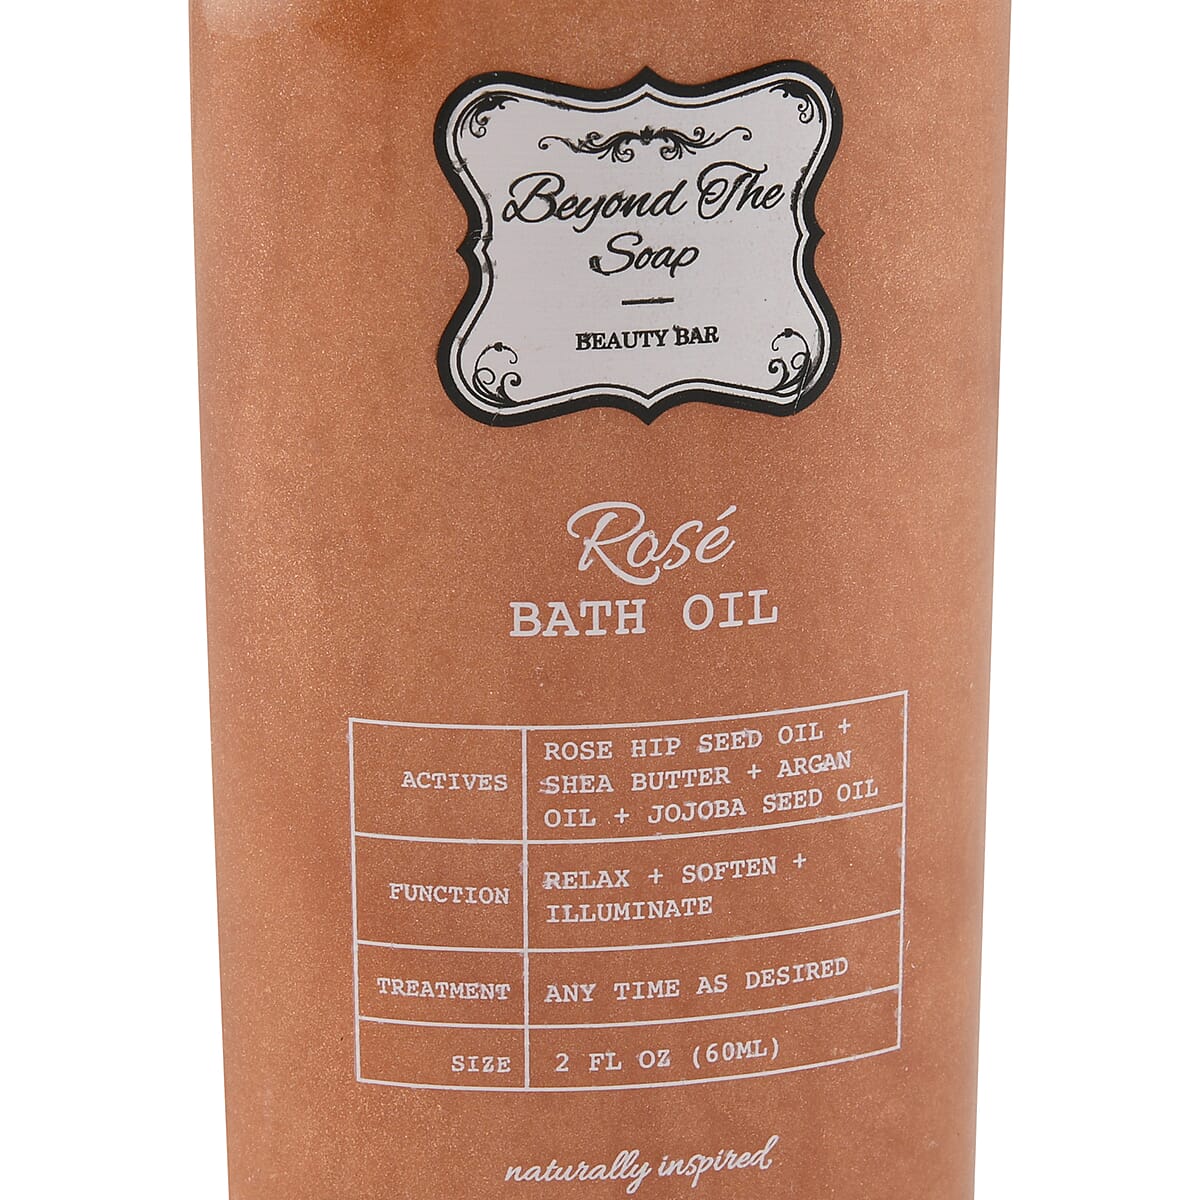 Beyond The
Soap
BEAUTY BAR
Rosé
BATH OIL
ACTIVES
ROSE HIP SEED OIL +
SHEA BUTTER + ARGAN
OIL + JOJOBA SEED OIL
FUNCTION
RELAX + SOFTEN +
ILLUMINATE
TREATMENT
ANY TIME AS DESIRED
SIZE
2 FL OZ (60ML)
naturally inspired